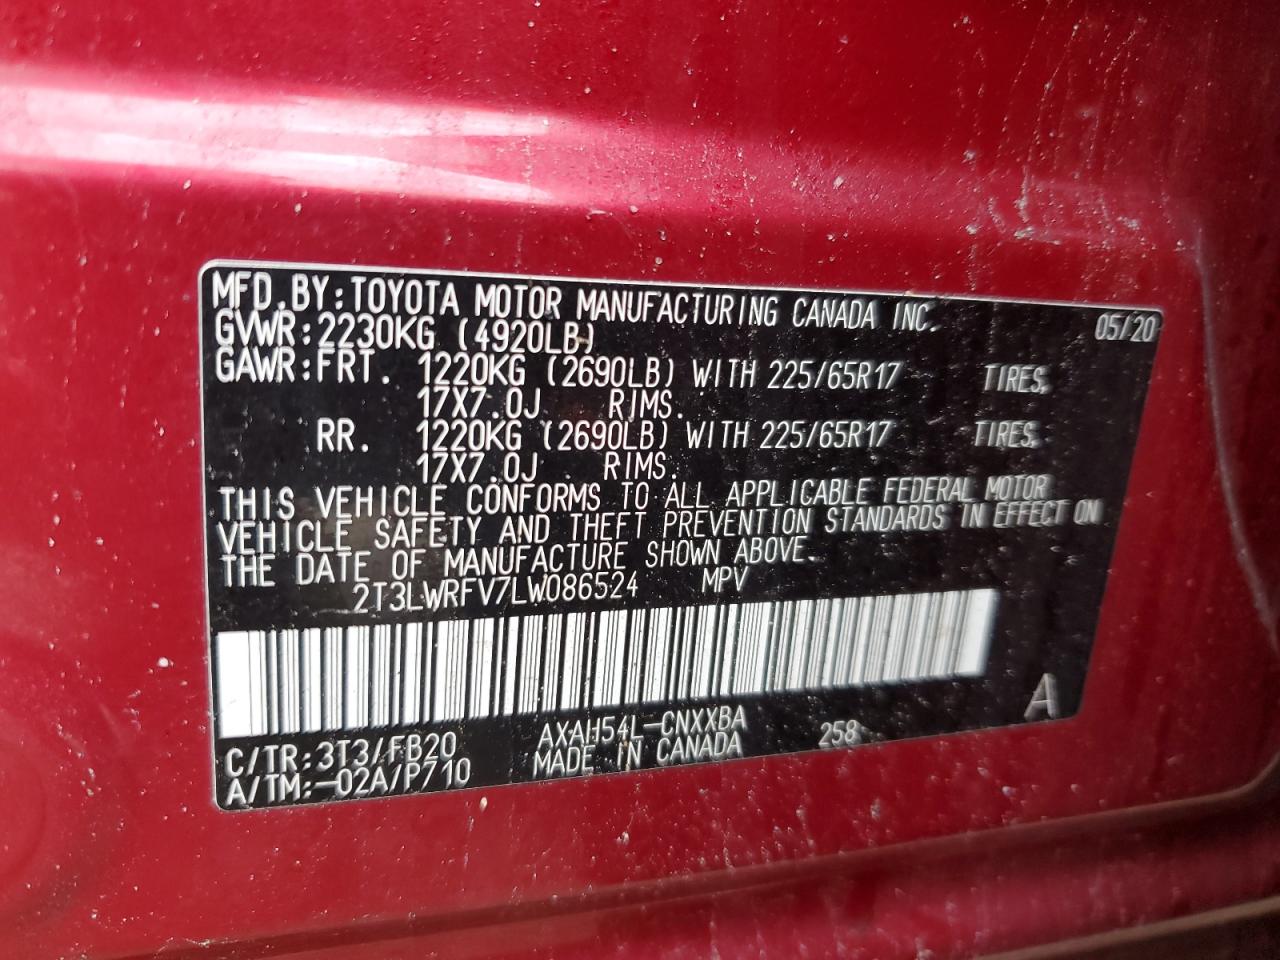 MFD.BY:TOYOTA MOTOR MANUFACTURING CANADA INC. 05/20
GVWR:2230KG (4920LB)
GAWR:FRT. 1220KG (2690LB) WITH 225/65R17 TIRES,
17X7.0J RIMS.
RR. 1220KG (2690LB) WITH 225/65R17 TIRES,
17X7.0J RIMS.
THIS VEHICLE CONFORMS TO ALL APPLICABLE FEDERAL MOTOR
VEHICLE SAFETY AND THEFT PREVENTION STANDARDS IN EFFECT ON
THE DATE OF MANUFACTURE SHOWN ABOVE.
2T3LWRFV7LW086524 MPV
A
C/TR:3T3/FB20 AXAH54L-CNXXBA 258
A/TM:-02A/P710 MADE IN CANADA